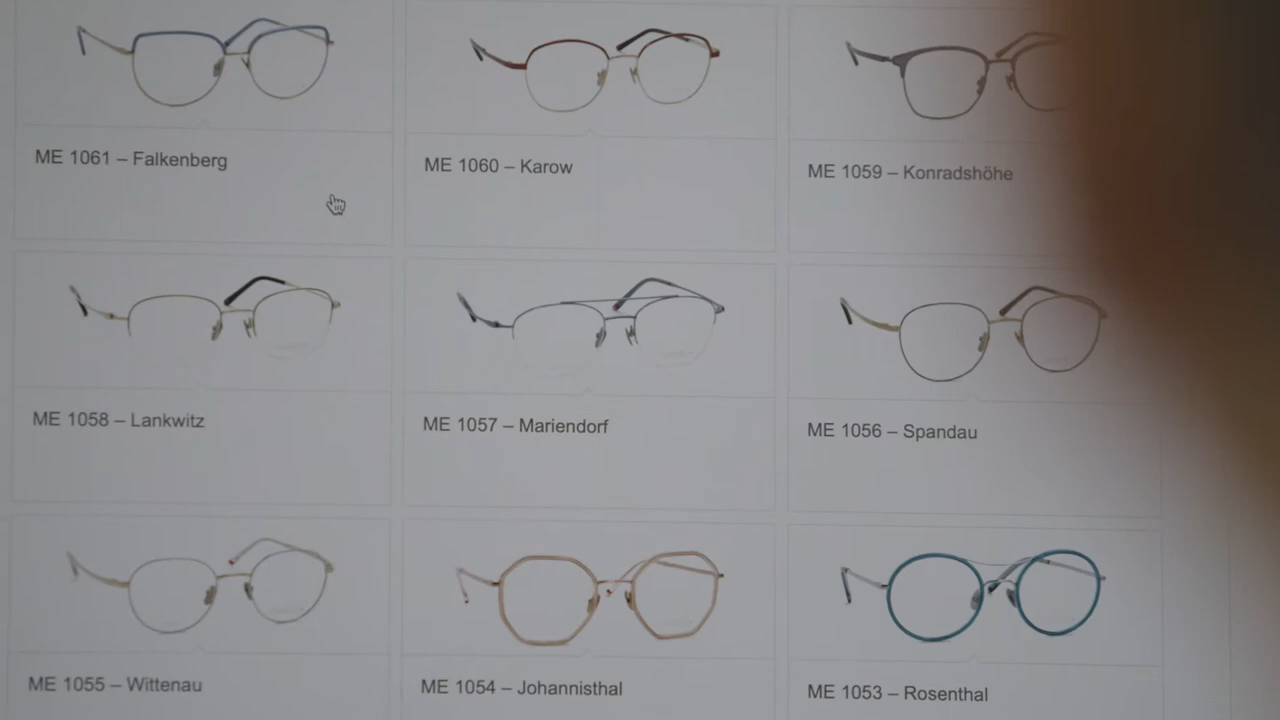 ME 1061 – Falkenberg
ME 1060 – Karow
ME 1059 – Konradshöhe
ME 1058 – Lankwitz
ME 1057 – Mariendorf
ME 1056 – Spandau
ME 1055 – Wittenau
ME 1054 – Johannisthal
ME 1053 – Rosenthal